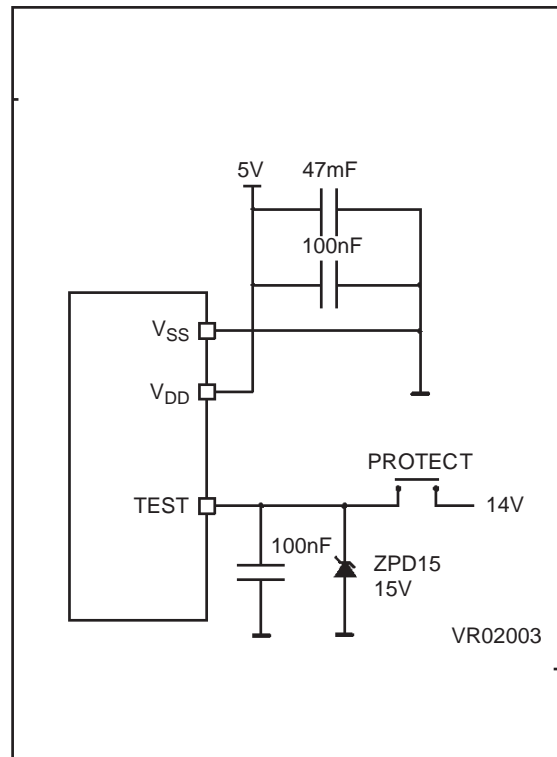 5V 47mF
100nF
VSS
VDD
PROTECT
TEST 14V
100nF ZPD15
15V
VR02003